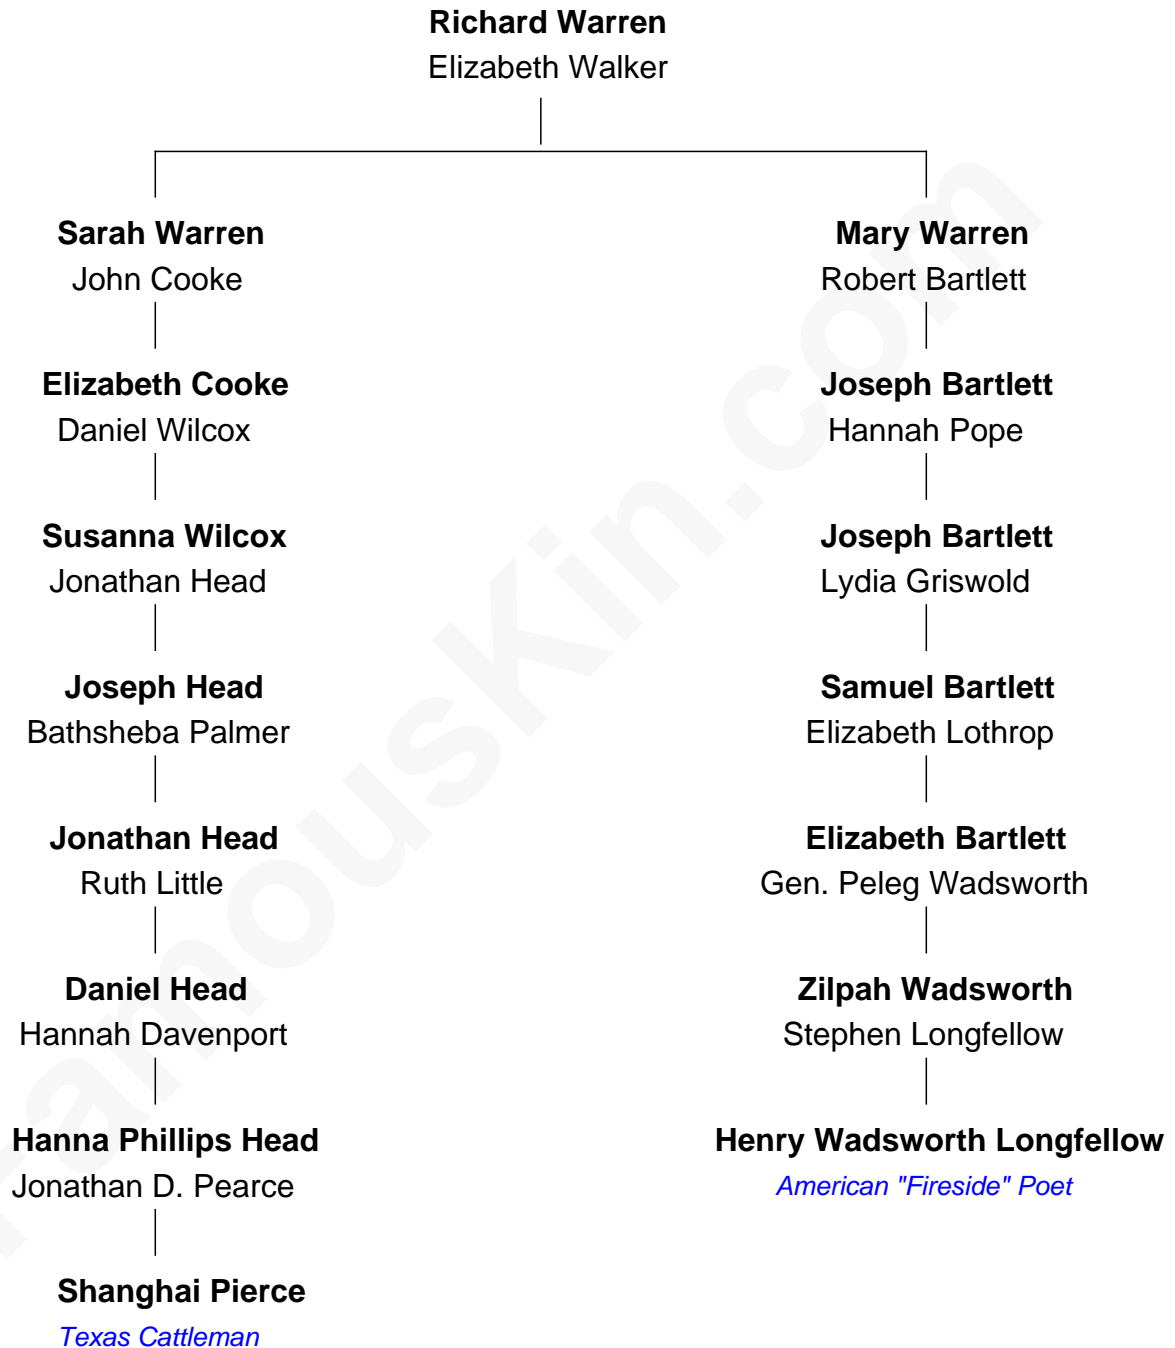 Richard Warren
Elizabeth Walker
Sarah Warren
John Cooke
Mary Warren
Robert Bartlett
Elizabeth Cooke
Daniel Wilcox
Joseph Bartlett
Hannah Pope
Susanna Wilcox
Jonathan Head
Joseph Bartlett
Lydia Griswold
Joseph Head
Bathsheba Palmer
Samuel Bartlett
Elizabeth Lothrop
Jonathan Head
Ruth Little
Elizabeth Bartlett
Gen. Peleg Wadsworth
Daniel Head
Hannah Davenport
Zilpah Wadsworth
Stephen Longfellow
Hanna Phillips Head
Jonathan D. Pearce
Henry Wadsworth Longfellow
American "Fireside" Poet
Shanghai Pierce
Texas Cattleman
FamousKin.com